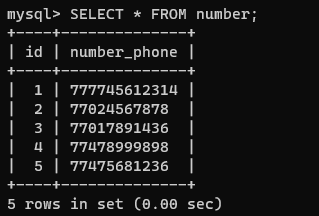 mysql> SELECT * FROM number;
+----+--------------+
| id | number_phone |
+----+--------------+
|  1 | 777745612314 |
|  2 | 77024567878  |
|  3 | 77017891436  |
|  4 | 77478999898  |
|  5 | 77475681236  |
+----+--------------+
5 rows in set (0.00 sec)